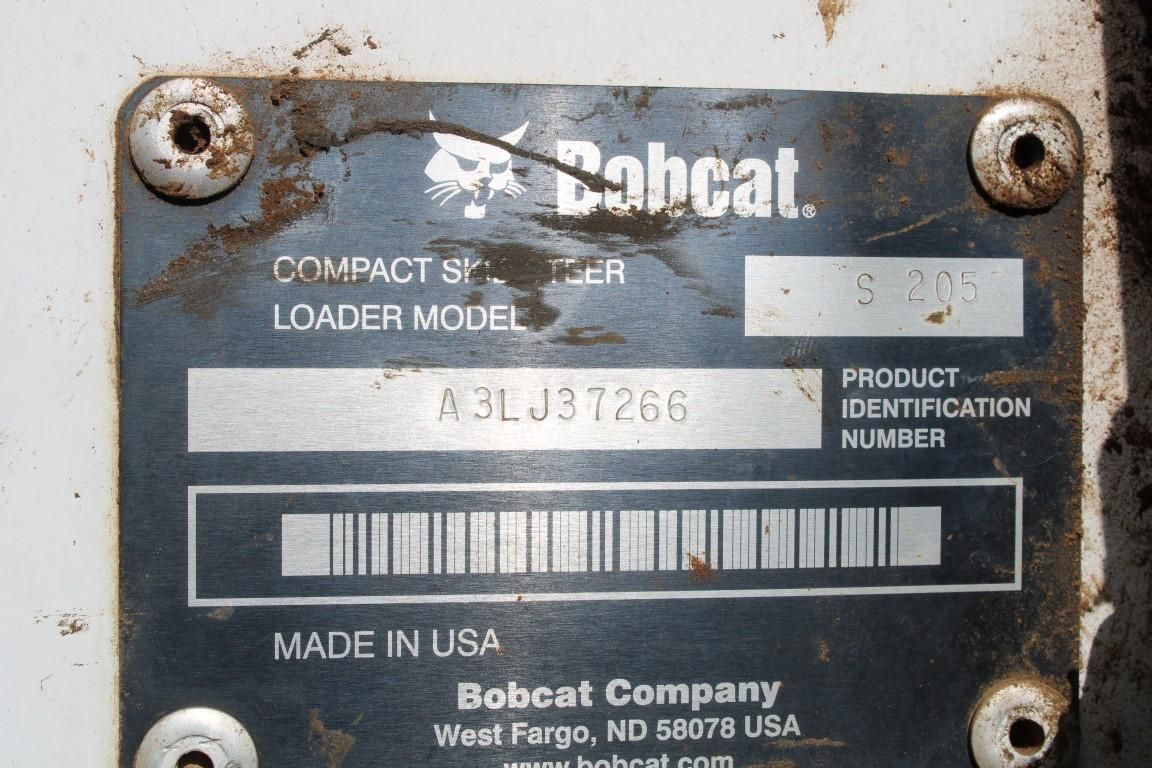 Bobcat®
COMPACT TEER
LOADER MODEL
S 205
A3LJ37266
PRODUCT
IDENTIFICATION
NUMBER
MADE IN USA
Bobcat Company
West Fargo, ND 58078 USA
www.bobcat.com